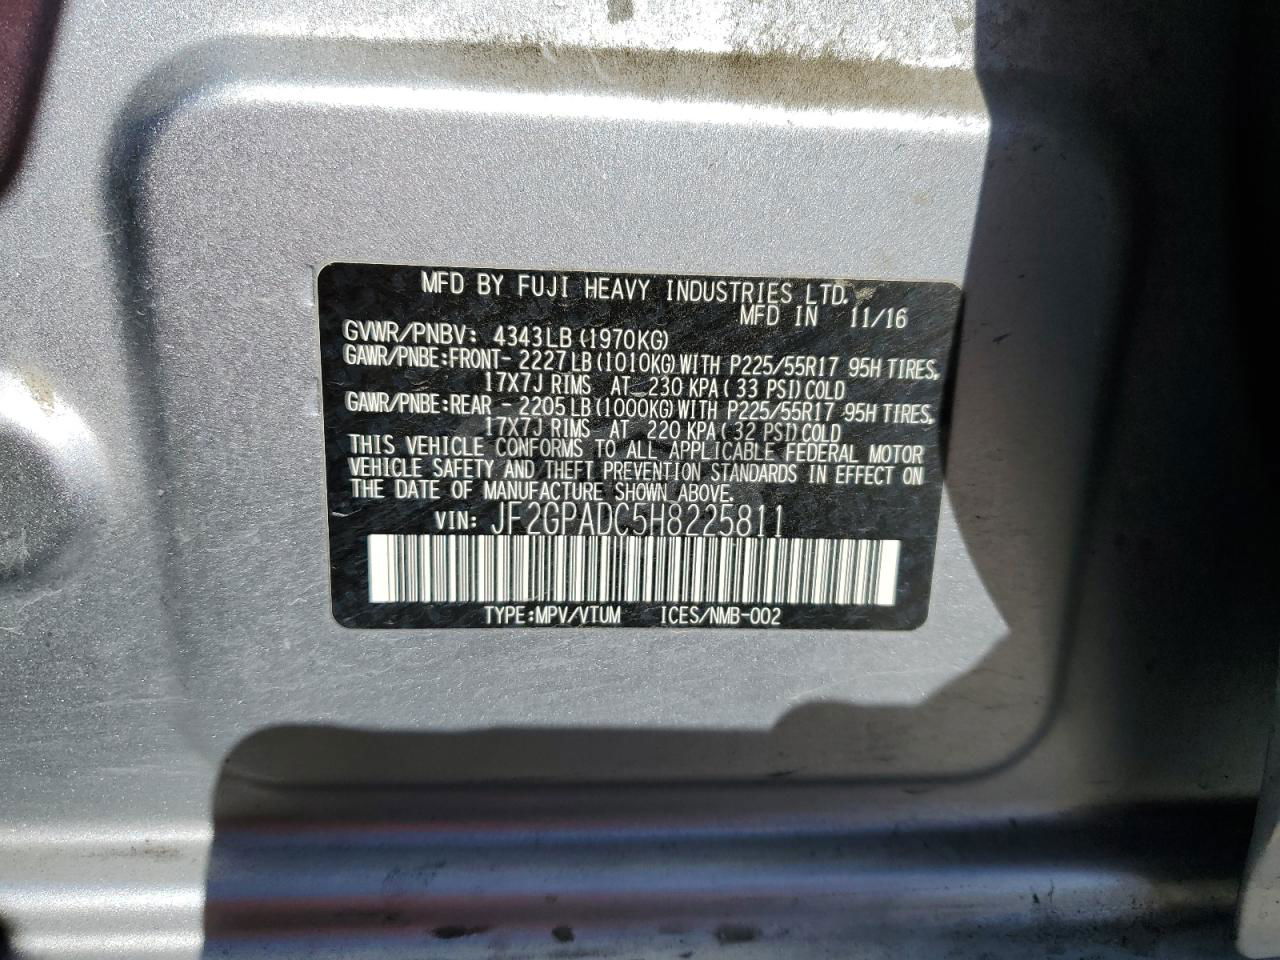 MFD BY FUJI HEAVY INDUSTRIES LTD.
MFD IN 11/16
GVWR/PNBV: 4343LB (1970KG)
GAWR/PNBE:FRONT- 2227 LB (1010KG) WITH P225/55R17 95H TIRES,
17X7J RIMS AT 230 KPA ( 33 PSI) COLD
GAWR/PNBE:REAR - 2205 LB (1000KG) WITH P225/55R17 95H TIRES,
17X7J RIMS AT 220 KPA ( 32 PSI) COLD
THIS VEHICLE CONFORMS TO ALL APPLICABLE FEDERAL MOTOR
VEHICLE SAFETY AND THEFT PREVENTION STANDARDS IN EFFECT ON
THE DATE OF MANUFACTURE SHOWN ABOVE.
VIN: JF2GPADC5H8225811
TYPE:MPV/VTUM ICES/NMB-002